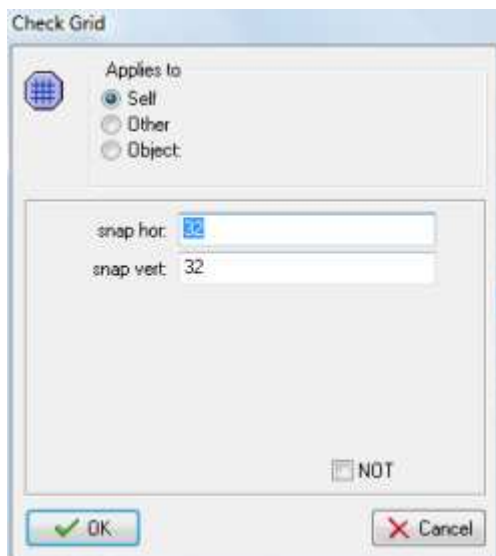 Check Grid
Applies to
Self
Other
Object:
snap hor: 32
snap vert: 32
NOT
OK
Cancel